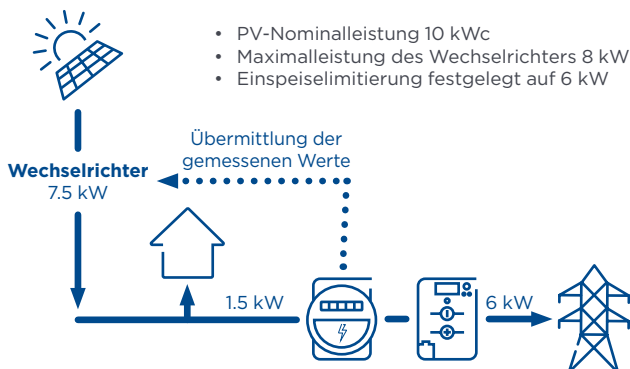 • PV-Nominalleistung 10 kWc
• Maximalleistung des Wechselrichters 8 kW
• Einspeiselimitierung festgelegt auf 6 kW
Übermittlung der
gemessenen Werte
Wechselrichter
7.5 kW
1.5 kW
6 kW